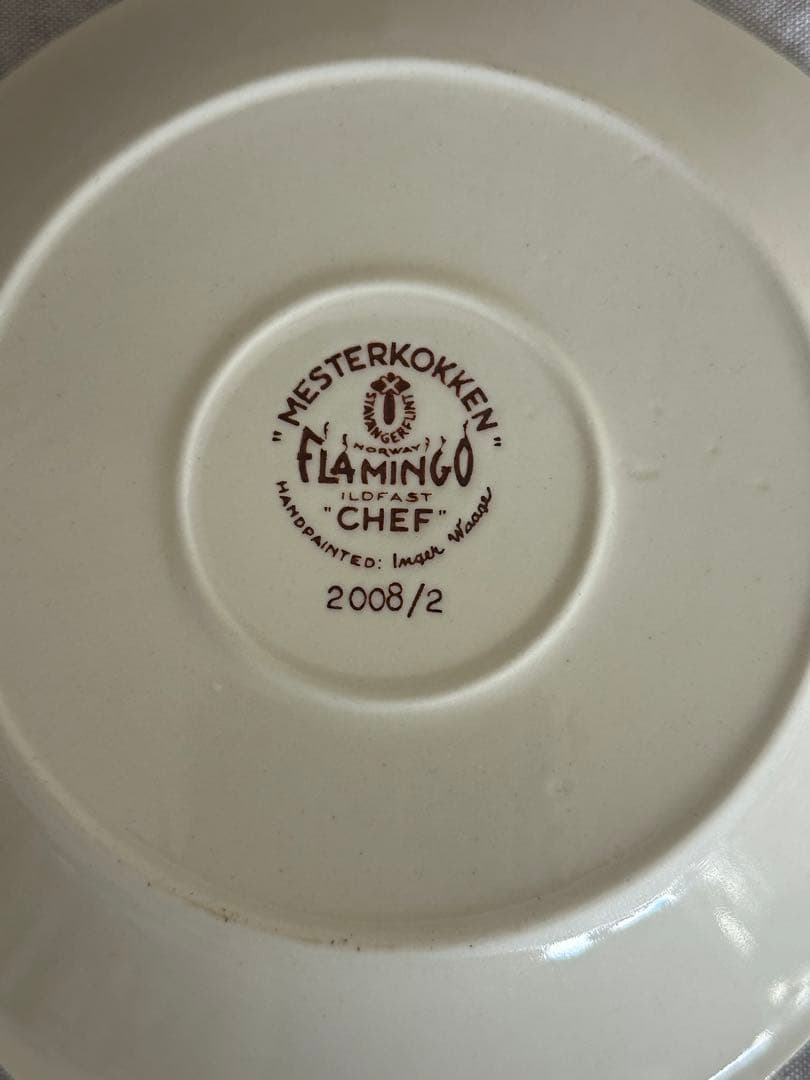 "MESTERKOKKEN"
STAVANGERFLINT
NORWAY
FLAMINGO
ILDFAST
"CHEF"
HANDPAINTED: Inger Waage
2008/2